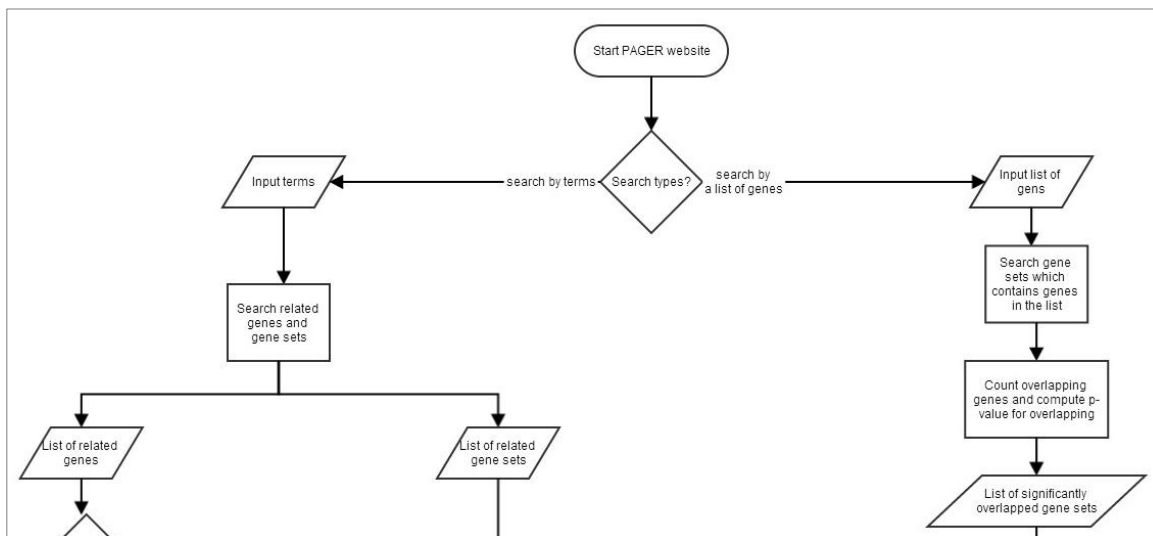 Start PAGER website
Input terms
search by terms
Search types?
search by
a list of genes
Input list of
gens
Search gene
sets which
contains genes
in the list
Search related
genes and
gene sets
Count overlapping
genes and compute p-
value for overlapping
List of related
genes
List of related
gene sets
List of significantly
overlapped gene sets